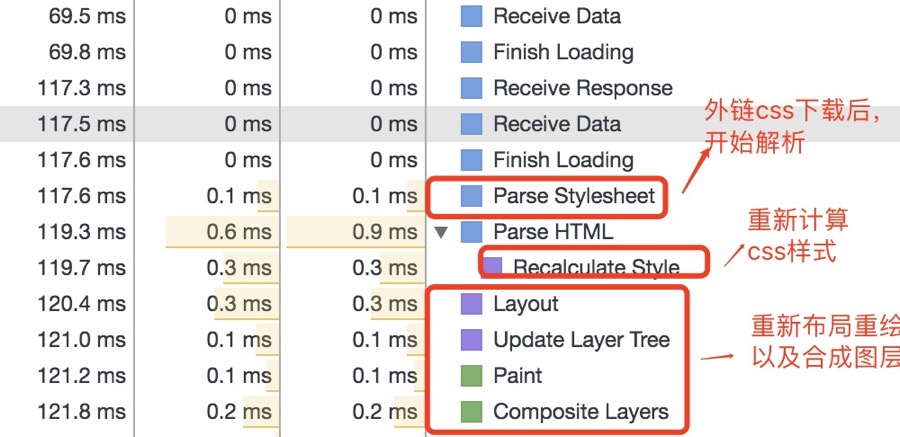 69.5 ms 0 ms 0 ms Receive Data
69.8 ms 0 ms 0 ms Finish Loading
117.3 ms 0 ms 0 ms Receive Response
117.5 ms 0 ms 0 ms Receive Data
117.6 ms 0 ms 0 ms Finish Loading
117.6 ms 0.1 ms 0.1 ms Parse Stylesheet
119.3 ms 0.6 ms 0.9 ms Parse HTML
119.7 ms 0.3 ms 0.3 ms Recalculate Style
120.4 ms 0.3 ms 0.3 ms Layout
121.0 ms 0.1 ms 0.1 ms Update Layer Tree
121.2 ms 0.1 ms 0.1 ms Paint
121.8 ms 0.2 ms 0.2 ms Composite Layers
外链css下载后，
开始解析
重新计算
css样式
重新布局重绘
以及合成图层